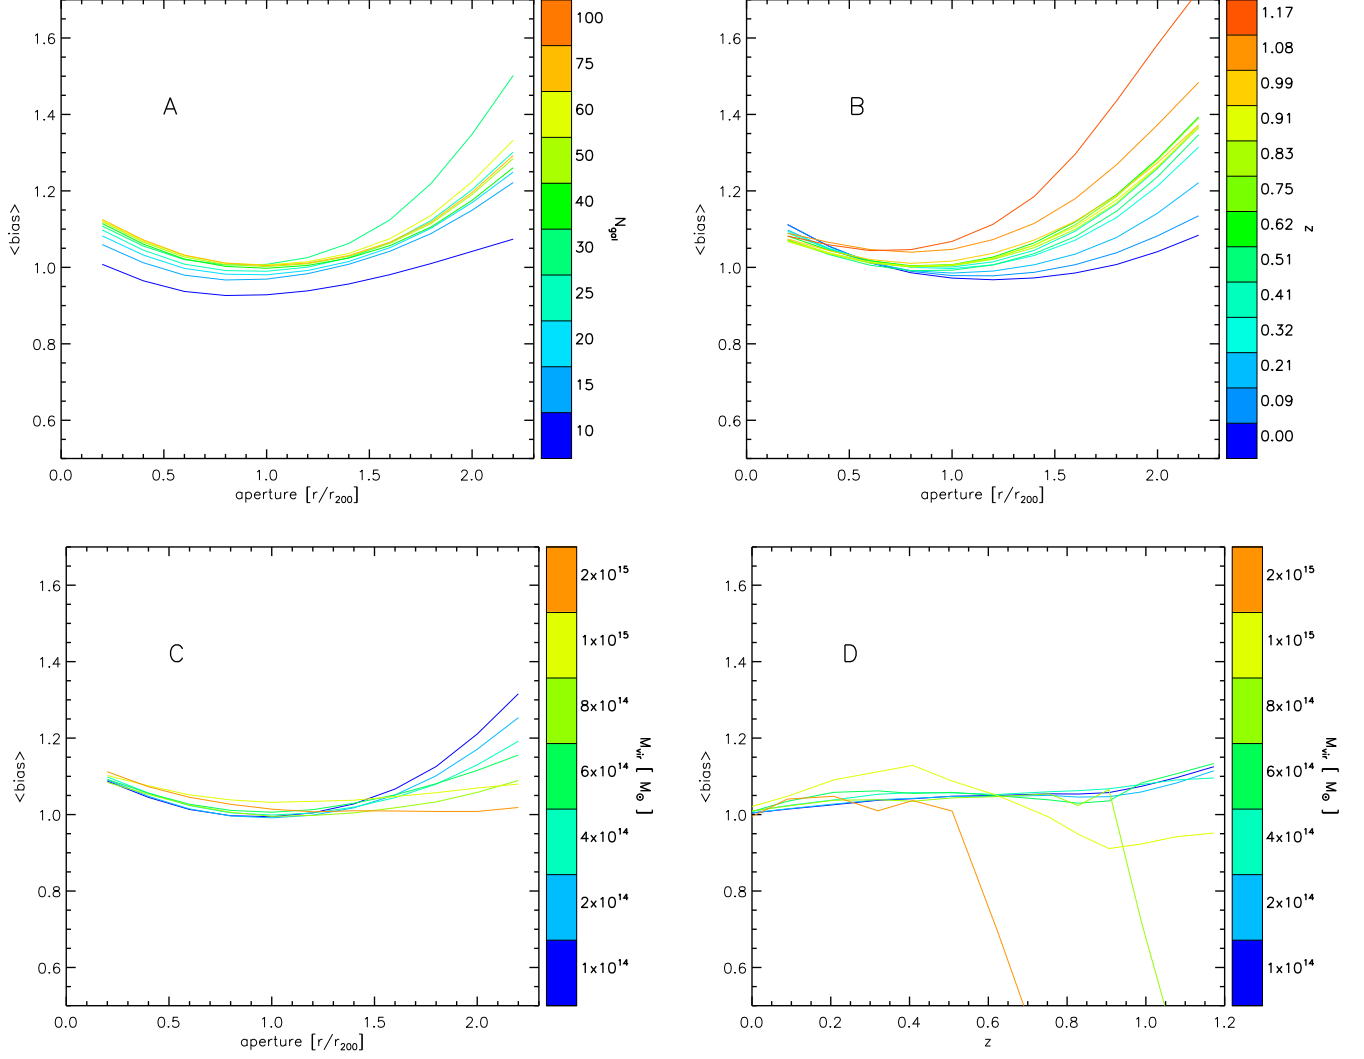 A
<bias>
1.6
1.4
1.2
1.0
0.8
0.6
0.0 0.5 1.0 1.5 2.0
aperture [r/r200]
100
75
60
50
40
30
25
20
15
10
Ngal
B
<bias>
1.6
1.4
1.2
1.0
0.8
0.6
0.0 0.5 1.0 1.5 2.0
aperture [r/r200]
1.17
1.08
0.99
0.91
0.83
0.75
0.62
0.51
0.41
0.32
0.21
0.09
0.00
z
C
<bias>
1.6
1.4
1.2
1.0
0.8
0.6
0.0 0.5 1.0 1.5 2.0
aperture [r/r200]
2x10^15
1x10^15
8x10^14
6x10^14
4x10^14
2x10^14
1x10^14
Mvir [ M⊙ ]
D
<bias>
1.6
1.4
1.2
1.0
0.8
0.6
0.0 0.2 0.4 0.6 0.8 1.0 1.2
z
2x10^15
1x10^15
8x10^14
6x10^14
4x10^14
2x10^14
1x10^14
Mvir [ M⊙ ]